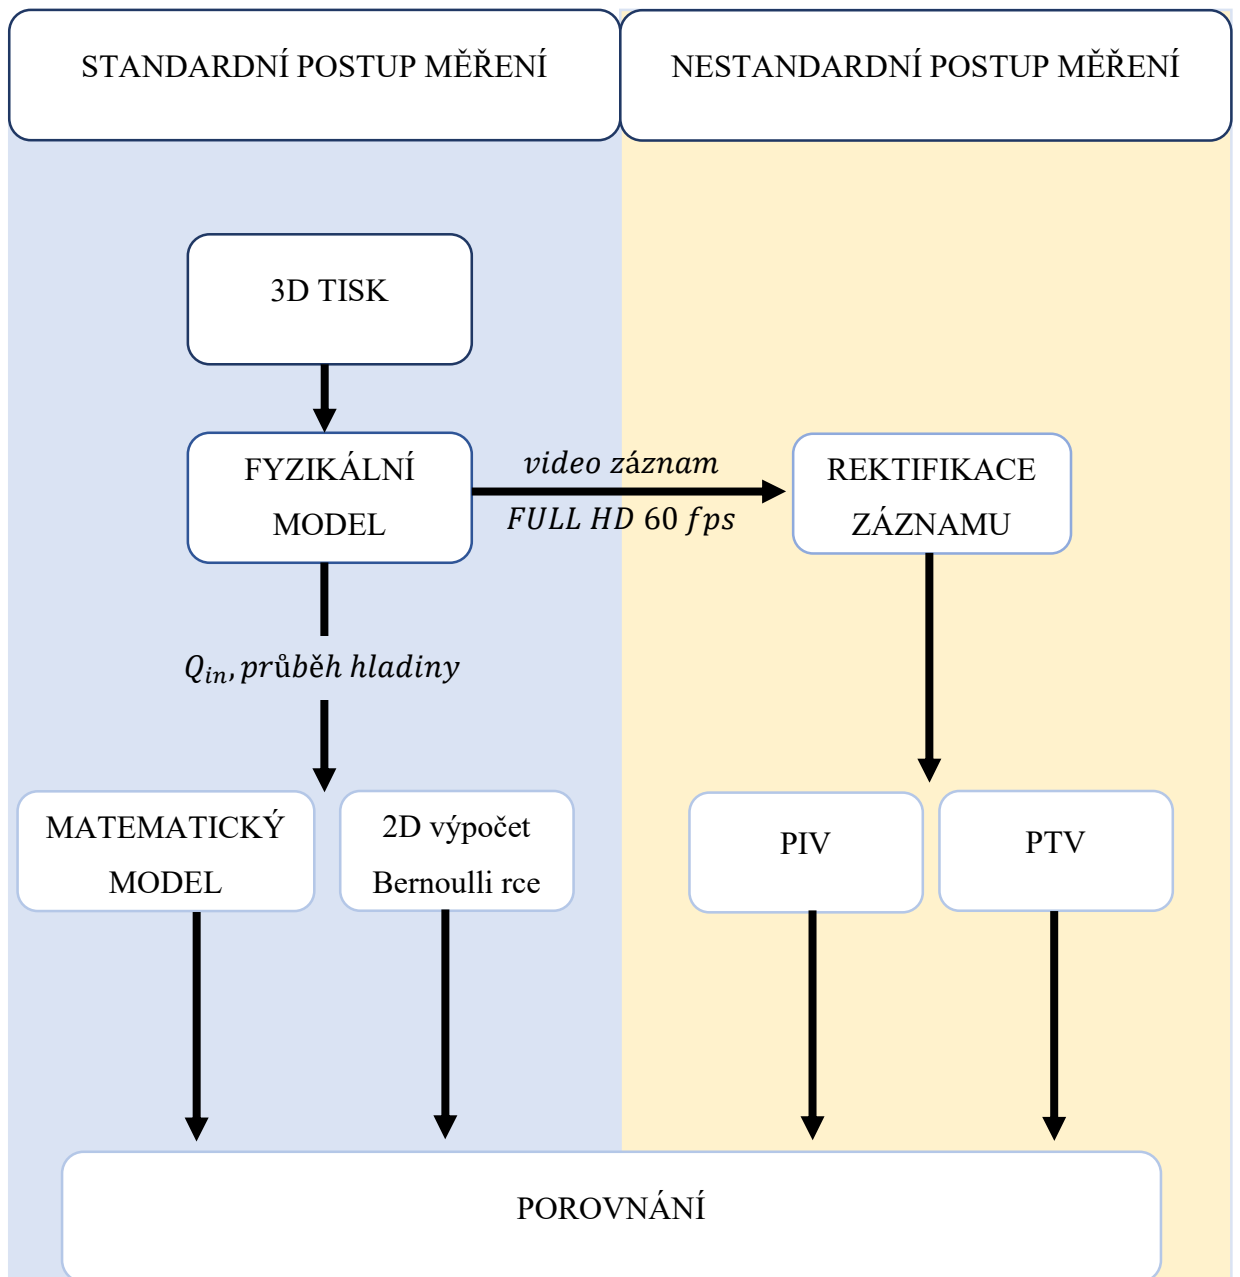 STANDARDNÍ POSTUP MĚŘENÍ
NESTANDARDNÍ POSTUP MĚŘENÍ
3D TISK
FYZIKÁLNÍ
MODEL
video záznam
FULL HD 60 fps
REKTIFIKACE
ZÁZNAMU
Q_in, průběh hladiny
MATEMATICKÝ
MODEL
2D výpočet
Bernoulli rce
PIV
PTV
POROVNÁNÍ